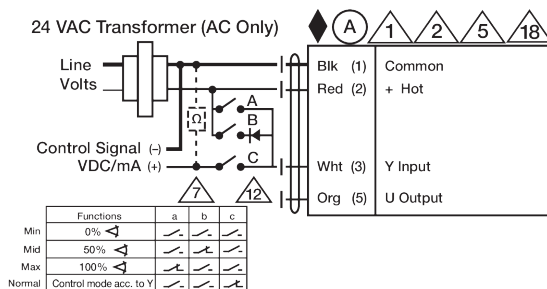 24 VAC Transformer (AC Only)
A 1 2 5 18
Line
Volts
Blk (1) Common
Red (2) + Hot
A
Ω
B
Control Signal (–)
VDC/mA (+)
C
Wht (3) Y Input
7 12
Org (5) U Output
Functions a b c
Min 0%
Mid 50%
Max 100%
Normal Control mode acc. to Y